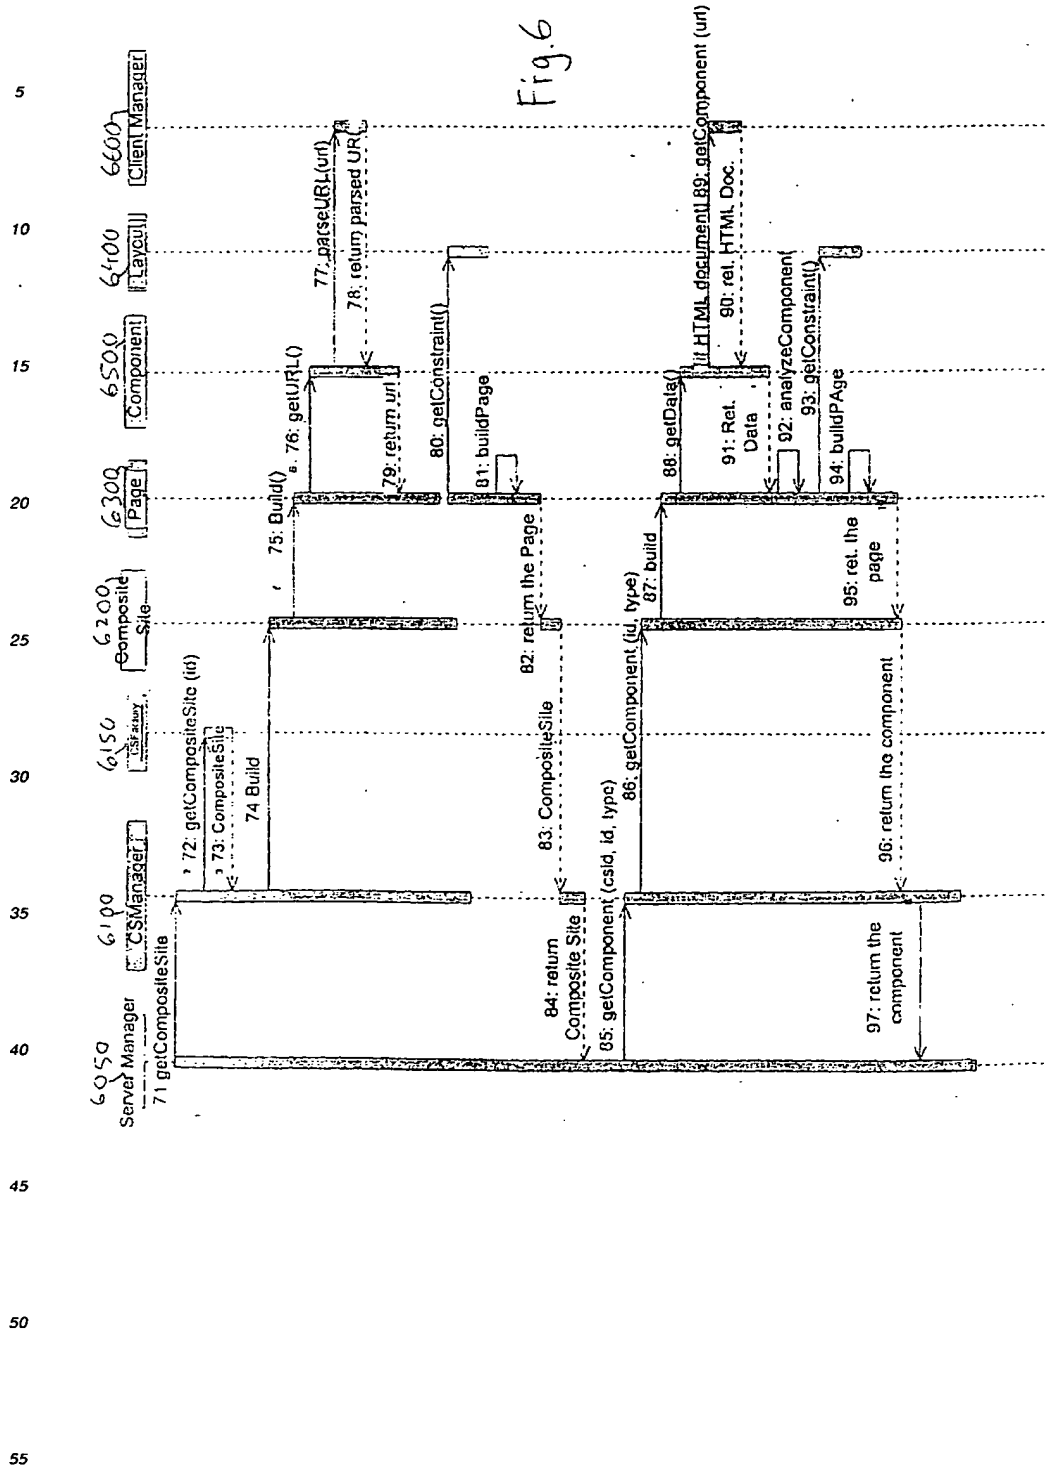 5
10
15
20
25
30
35
40
45
50
55
Fig.6
6050
Server Manager
6100
CSManager
6150
CSFactory
6200
Composite
Site
6300
Page
6500
:Component
6400
:Layout
6600
Client Manager
71 getCompositeSite
72: getCompositeSite (id)
73: CompositeSite
74 Build
75: Build()
76: getURL()
77: parseURL(url)
78: return parsed URL
79: return url
80: getConstraint()
81: buildPage
82: return the Page
83: CompositeSite
84: return
Composite Site
85: getComponent (csid, id, type)
86: getComponent (id, type)
87: build
88: getData()
[if HTML document] 89: getComponent (url)
90: ret. HTML Doc.
91: Ret.
Data
92: analyzeComponent
93: getConstraint()
94: buildPAge
95: ret. the
page
96: return the component
97: return the
component